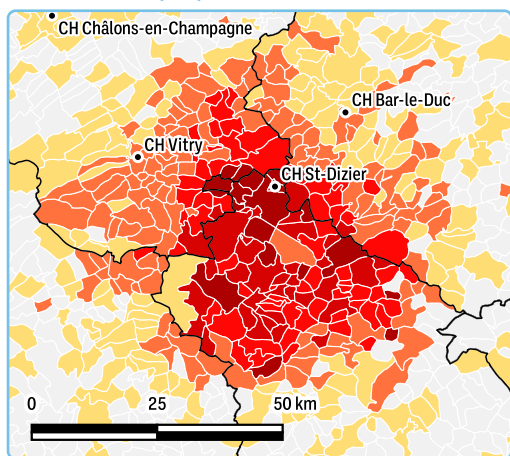 CH Châlons-en-Champagne
CH Bar-le-Duc
CH Vitry
CH St-Dizier
0 25 50 km